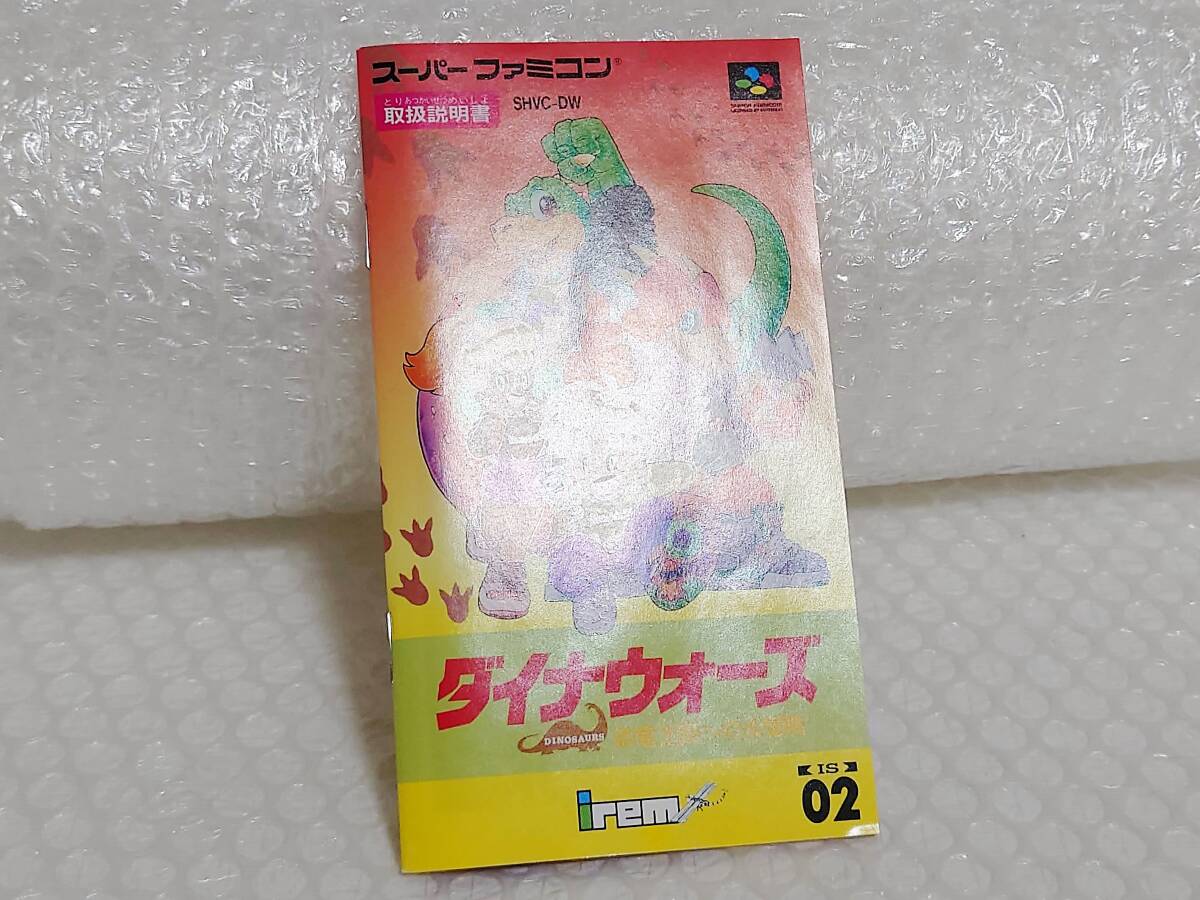 スーパーファミコン®
とりあつかいせつめいしょ
取扱説明書
SHVC-DW
ダイナウォーズ
DINOSAURS
irem
IS
02